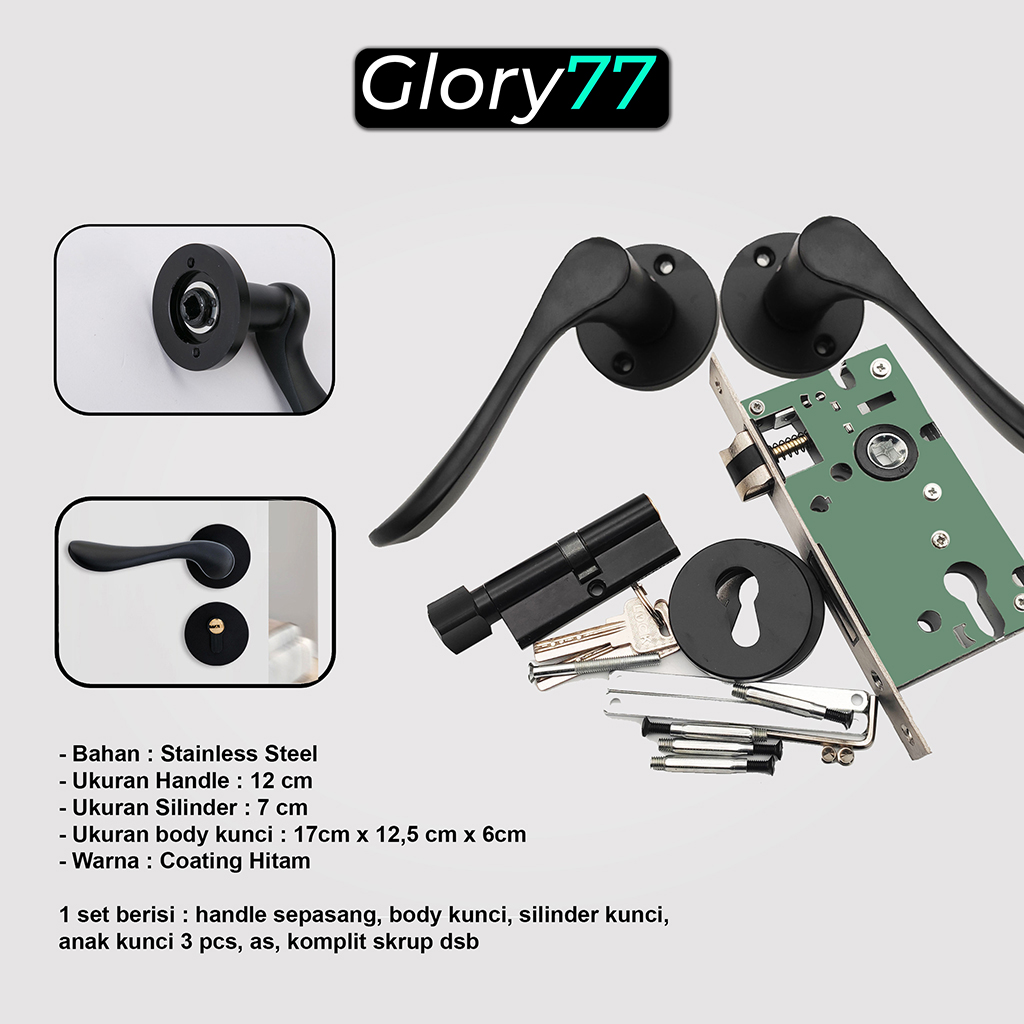 Glory77
- Bahan : Stainless Steel
- Ukuran Handle : 12 cm
- Ukuran Silinder : 7 cm
- Ukuran body kunci : 17cm x 12,5 cm x 6cm
- Warna : Coating Hitam
1 set berisi : handle sepasang, body kunci, silinder kunci,
anak kunci 3 pcs, as, komplit skrup dsb